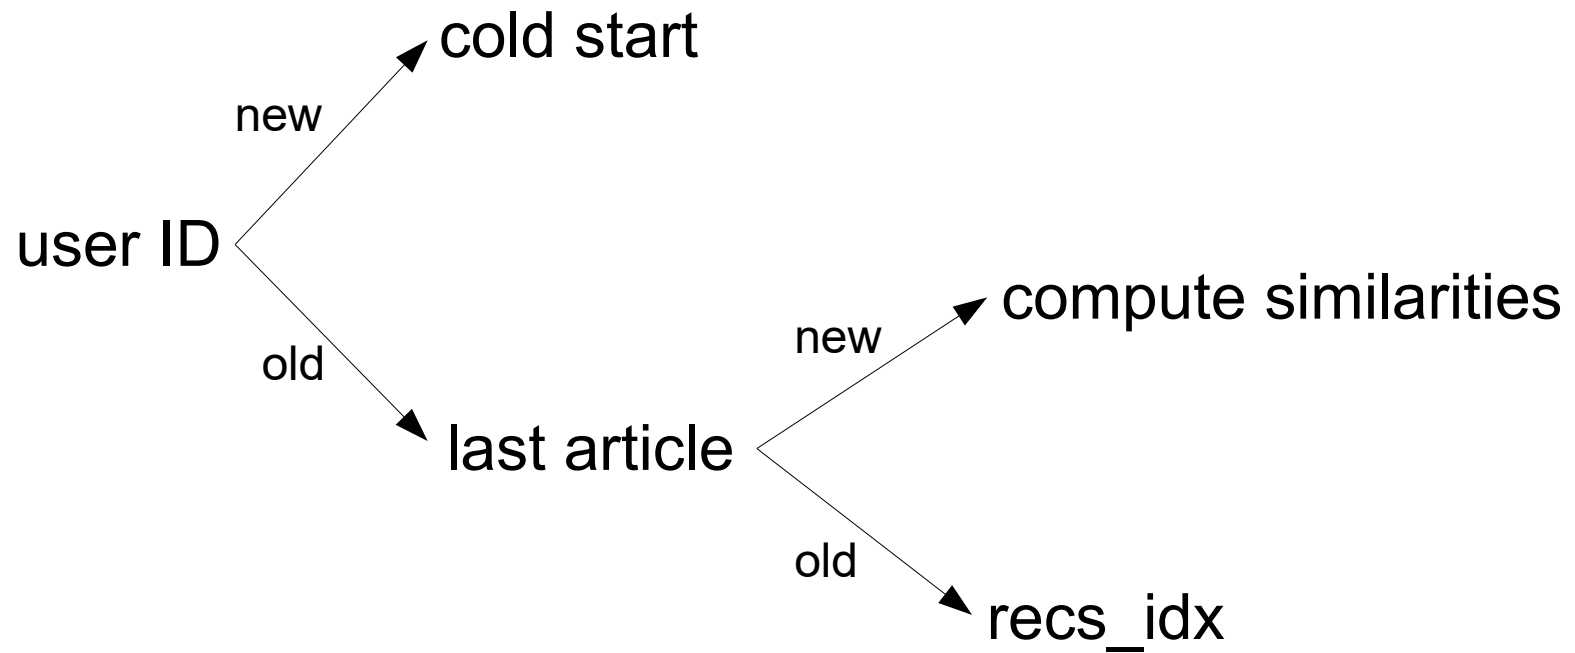 cold start
new
user ID
old
last article
new
compute similarities
old
recs_idx